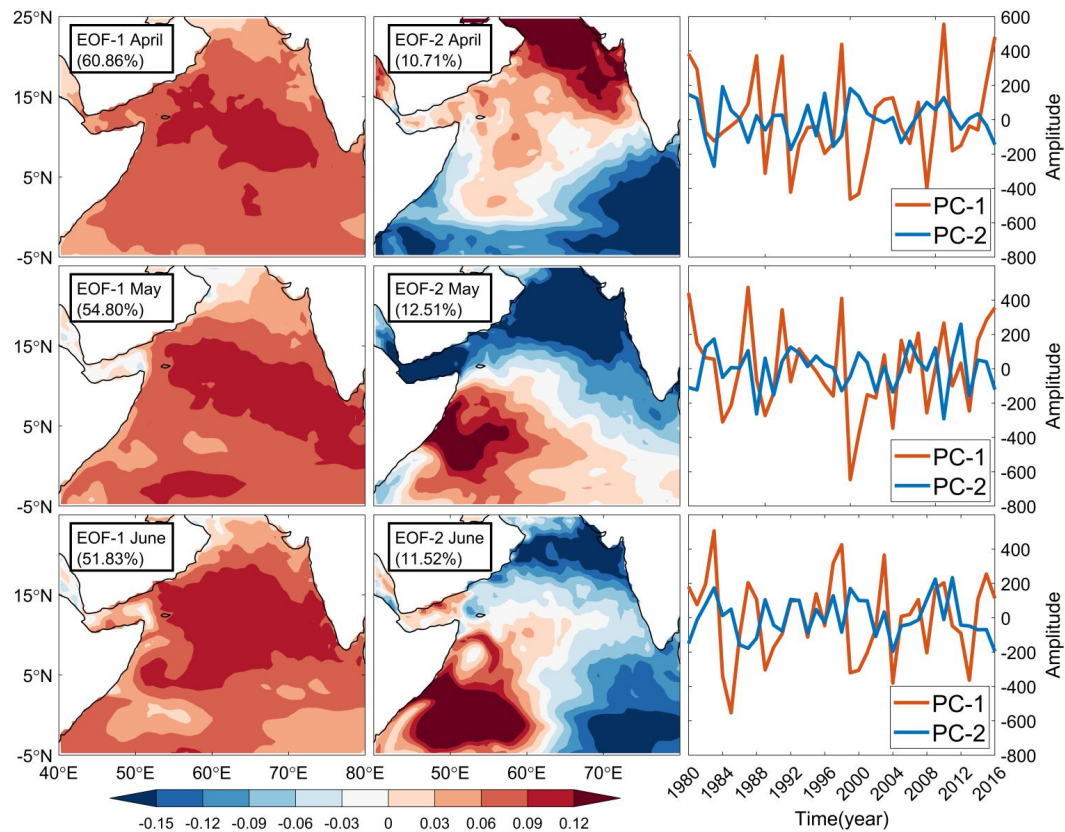 25°N
15°N
5°N
-5°N
EOF-1 April
(60.86%)
EOF-2 April
(10.71%)
600
400
200
0
-200
-400
-600
-800
Amplitude
PC-1
PC-2
15°N
5°N
-5°N
EOF-1 May
(54.80%)
EOF-2 May
(12.51%)
400
200
0
-200
-400
-600
-800
Amplitude
PC-1
PC-2
15°N
5°N
-5°N
EOF-1 June
(51.83%)
EOF-2 June
(11.52%)
400
200
0
-200
-400
-600
-800
Amplitude
PC-1
PC-2
40°E 50°E 60°E 70°E 80°E
50°E 60°E 70°E
1980 1984 1988 1992 1996 2000 2004 2008 2012 2016
Time(year)
-0.15 -0.12 -0.09 -0.06 -0.03 0 0.03 0.06 0.09 0.12